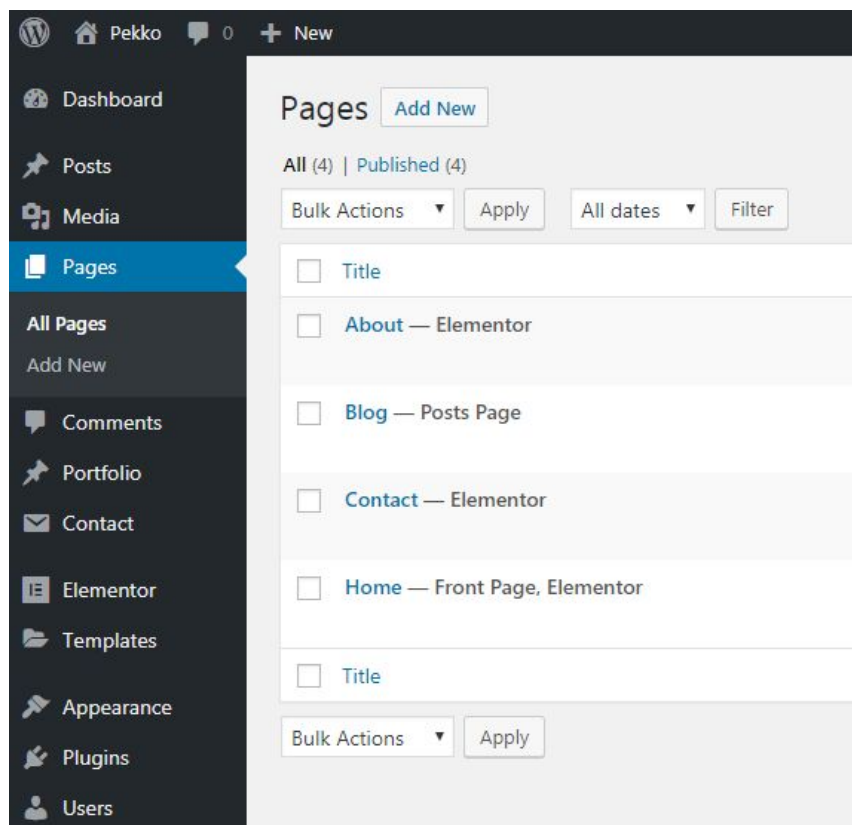 Pekko 0 New
Dashboard
Posts
Media
Pages
All Pages
Add New
Comments
Portfolio
Contact
Elementor
Templates
Appearance
Plugins
Users
Pages Add New
All (4) | Published (4)
Bulk Actions Apply All dates Filter
Title
About — Elementor
Blog — Posts Page
Contact — Elementor
Home — Front Page, Elementor
Title
Bulk Actions Apply